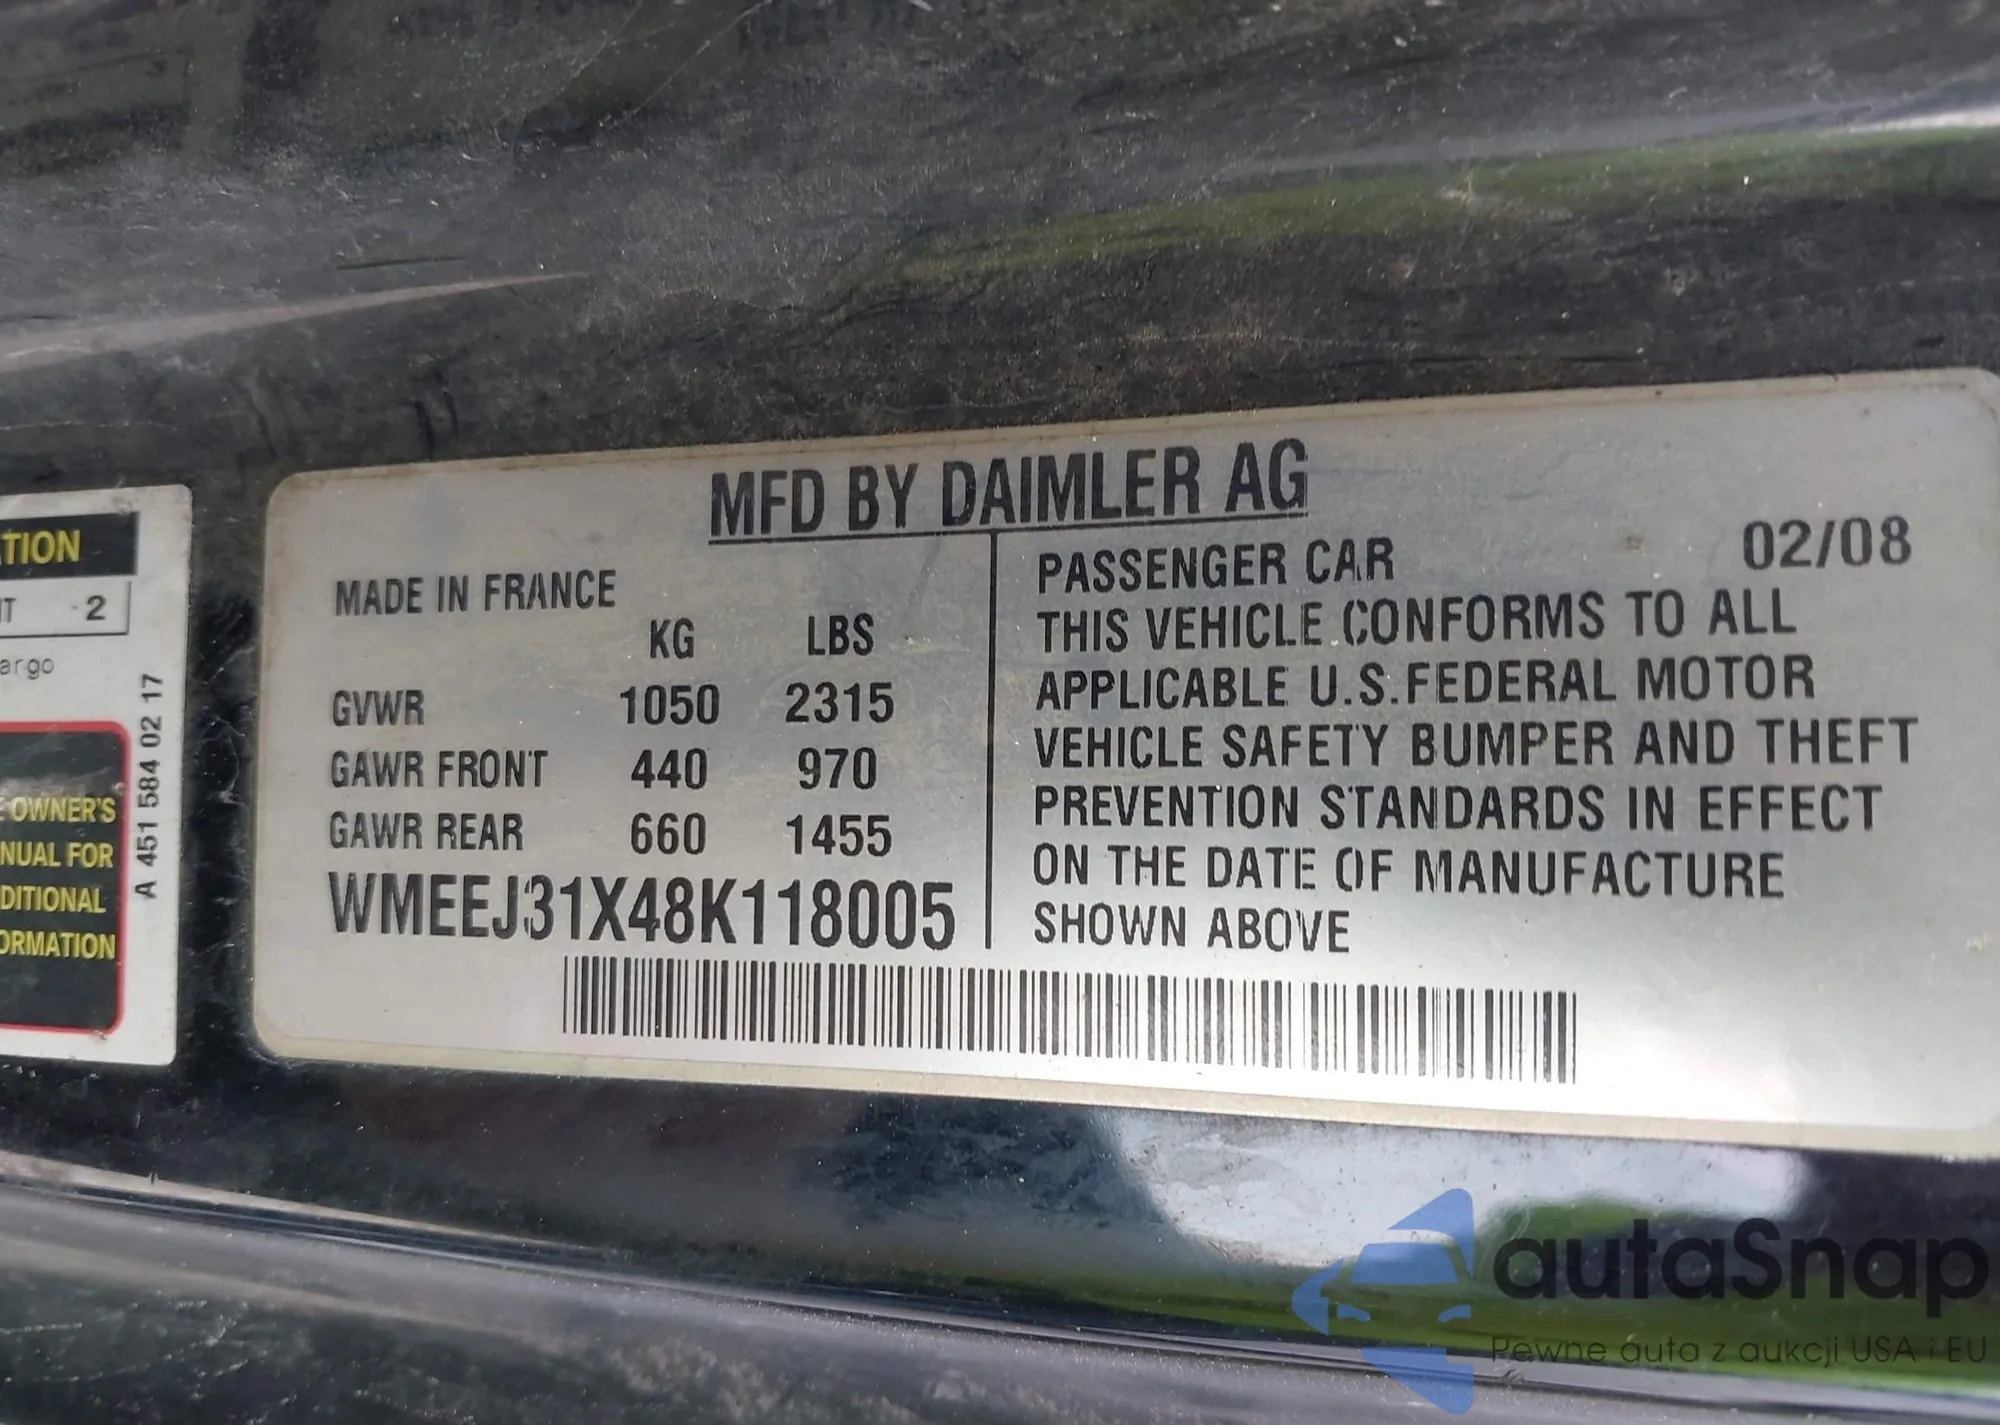 TION
2
argo
A 451 584 02 17
OWNER'S
NUAL FOR
DITIONAL
ORMATION
MFD BY DAIMLER AG
MADE IN FRANCE
KG LBS
GVWR 1050 2315
GAWR FRONT 440 970
GAWR REAR 660 1455
WMEEJ31X48K118005
PASSENGER CAR 02/08
THIS VEHICLE CONFORMS TO ALL
APPLICABLE U.S.FEDERAL MOTOR
VEHICLE SAFETY BUMPER AND THEFT
PREVENTION STANDARDS IN EFFECT
ON THE DATE OF MANUFACTURE
SHOWN ABOVE
autaSnap
Pewne auta z aukcji USA i EU